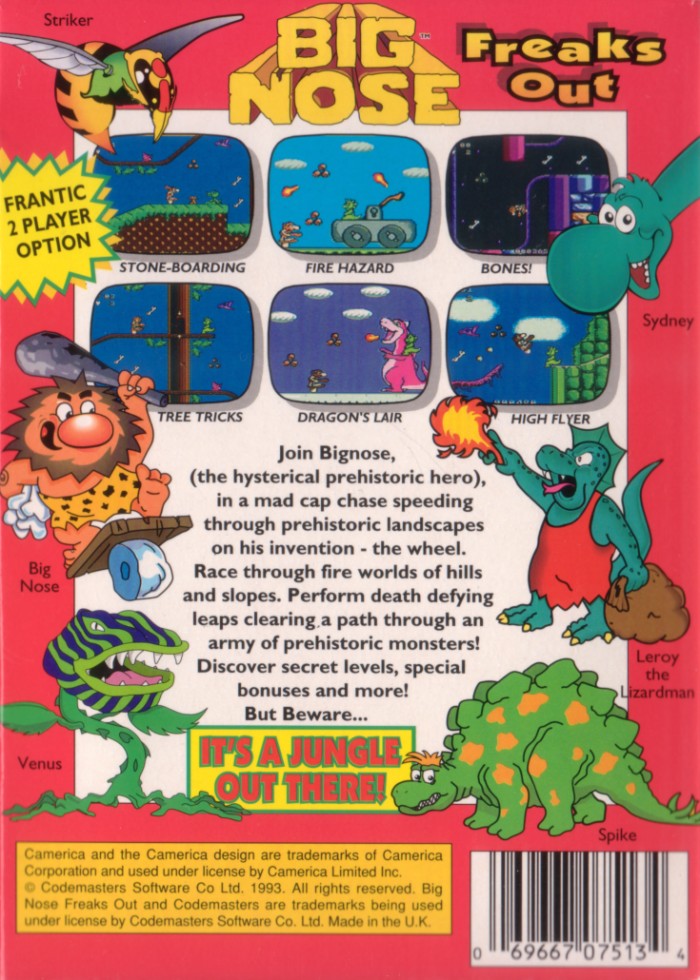 Striker
BIG
NOSE™
Freaks
Out
FRANTIC
2 PLAYER
OPTION
STONE-BOARDING
FIRE HAZARD
BONES!
Sydney
TREE TRICKS
DRAGON'S LAIR
HIGH FLYER
Join Bignose,
(the hysterical prehistoric hero),
in a mad cap chase speeding
through prehistoric landscapes
on his invention - the wheel.
Race through fire worlds of hills
and slopes. Perform death defying
leaps clearing a path through an
army of prehistoric monsters!
Discover secret levels, special
bonuses and more!
But Beware...
Big
Nose
Leroy
the
Lizardman
Venus
IT'S A JUNGLE
OUT THERE!
Spike
Camerica and the Camerica design are trademarks of Camerica
Corporation and used under license by Camerica Limited Inc.
© Codemasters Software Co Ltd. 1993. All rights reserved. Big
Nose Freaks Out and Codemasters are trademarks being used
under license by Codemasters Software Co. Ltd. Made in the U.K.
0 69667 07513 4